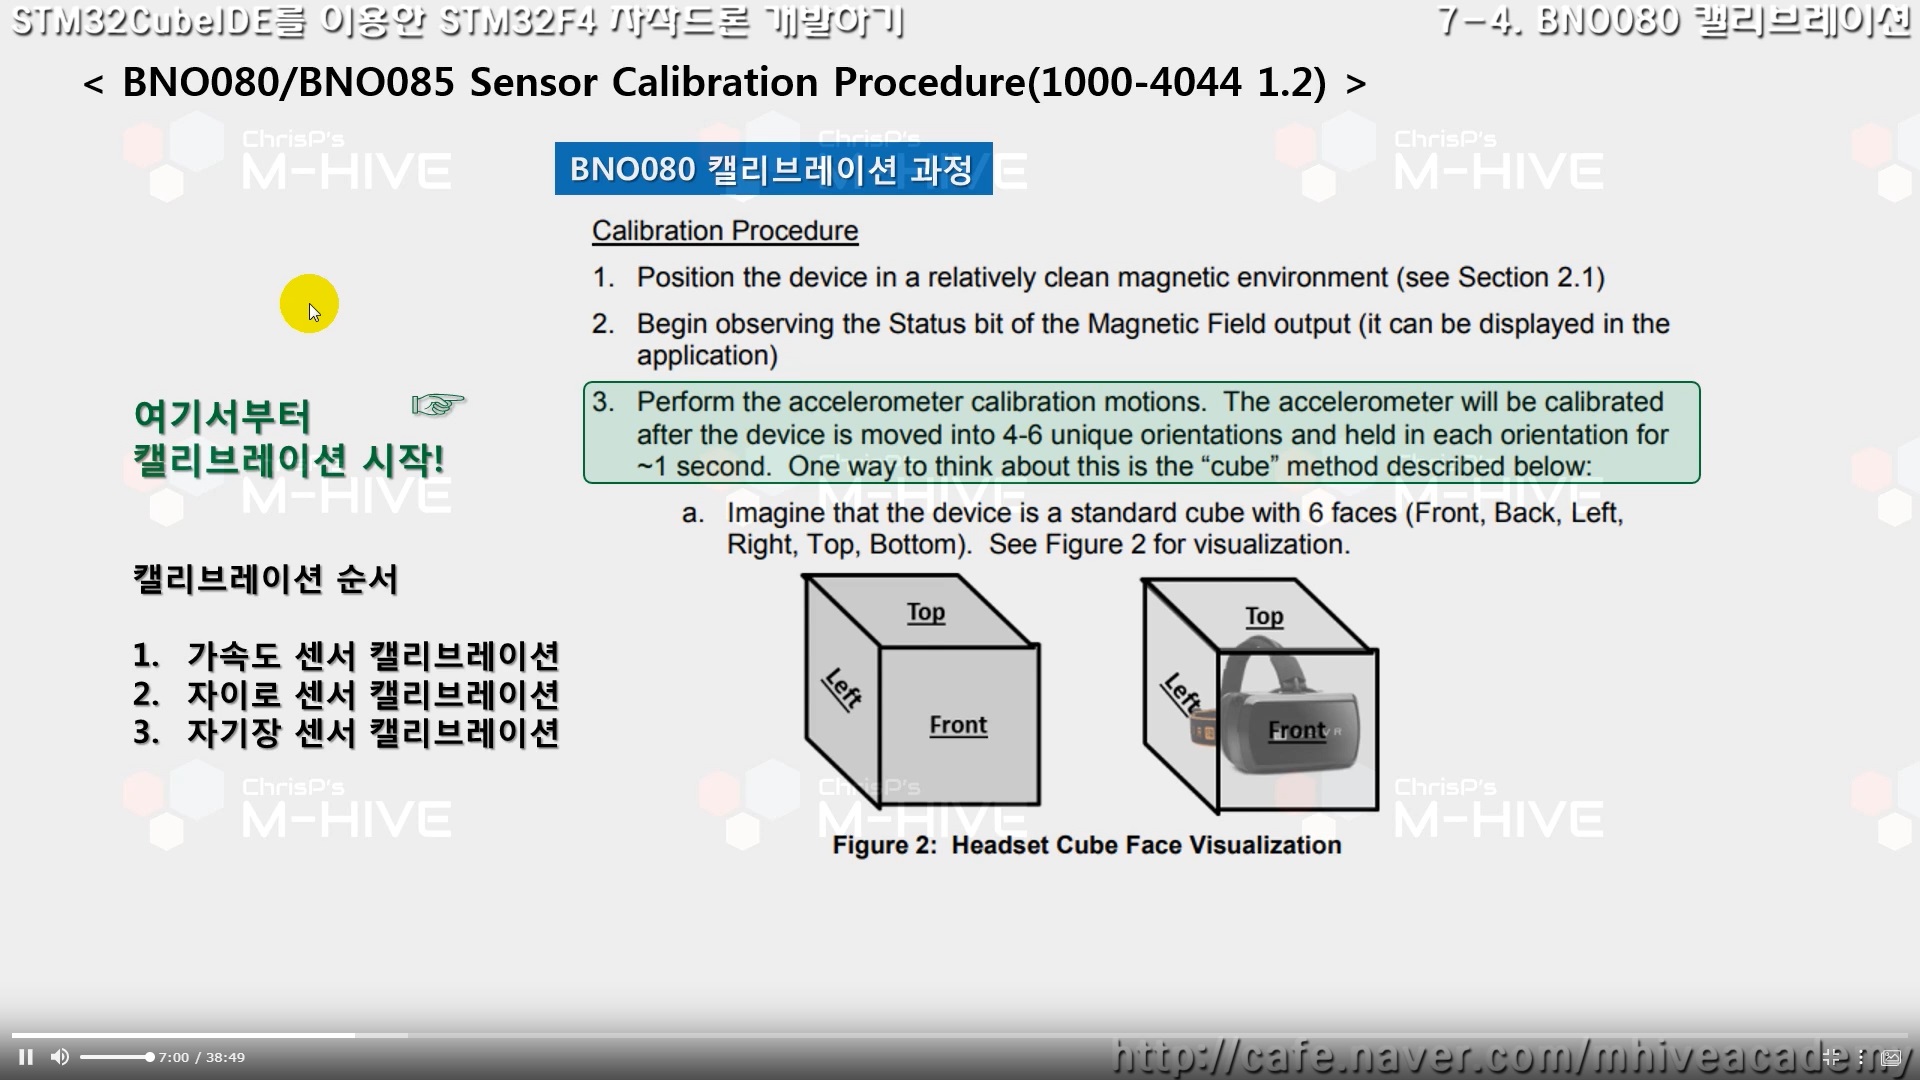 STM32CubeIDE를 이용한 STM32F4 자작드론 개발하기
7-4. BNO080 캘리브레이션
< BNO080/BNO085 Sensor Calibration Procedure(1000-4044 1.2) >
BNO080 캘리브레이션 과정
Calibration Procedure
1. Position the device in a relatively clean magnetic environment (see Section 2.1)
2. Begin observing the Status bit of the Magnetic Field output (it can be displayed in the
application)
여기서부터
캘리브레이션 시작!
3. Perform the accelerometer calibration motions. The accelerometer will be calibrated
after the device is moved into 4-6 unique orientations and held in each orientation for
~1 second. One way to think about this is the “cube” method described below:
a. Imagine that the device is a standard cube with 6 faces (Front, Back, Left,
Right, Top, Bottom). See Figure 2 for visualization.
캘리브레이션 순서
1. 가속도 센서 캘리브레이션
2. 자이로 센서 캘리브레이션
3. 자기장 센서 캘리브레이션
Top
Left
Front
Top
Left
Front
Figure 2: Headset Cube Face Visualization
ChrisP's
M-HIVE
ChrisP's
M-HIVE
ChrisP's
M-HIVE
ChrisP's
M-HIVE
7:00 / 38:49
http://cafe.naver.com/mhiveacademy